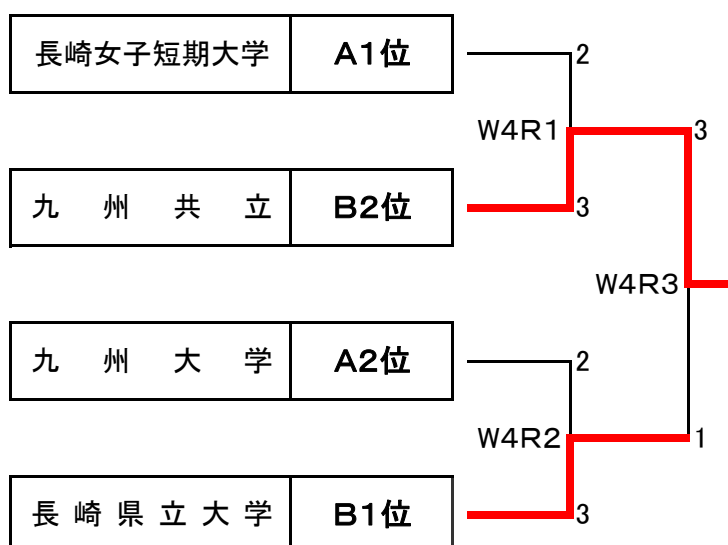 長崎女子短期大学 A1位 2
W4R1 3
九州共立 B2位 3
W4R3
九州大学 A2位 2
W4R2 1
長崎県立大学 B1位 3